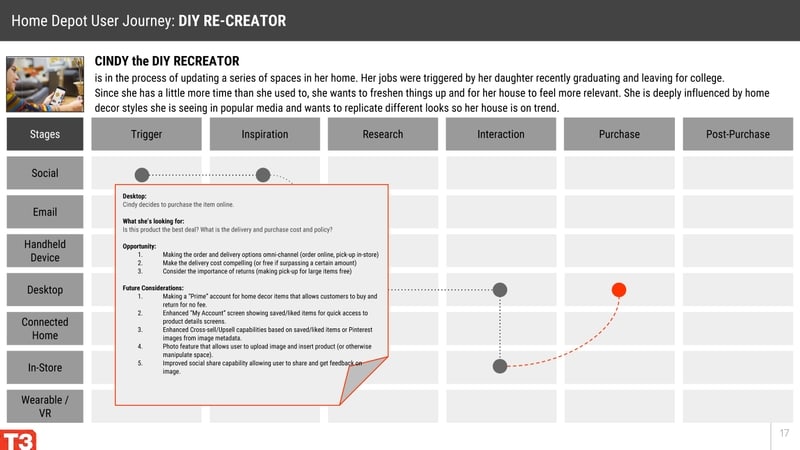 Home Depot User Journey: DIY RE-CREATOR
CINDY the DIY RECREATOR
is in the process of updating a series of spaces in her home. Her jobs were triggered by her daughter recently graduating and leaving for college.
Since she has a little more time than she used to, she wants to freshen things up and for her house to feel more relevant. She is deeply influenced by home
decor styles she is seeing in popular media and wants to replicate different looks so her house is on trend.
Stages
Trigger
Inspiration
Research
Interaction
Purchase
Post-Purchase
Social
Email
Handheld
Device
Desktop
Connected
Home
In-Store
Wearable /
VR
Desktop:
Cindy decides to purchase the item online.
What she's looking for:
Is this product the best deal? What is the delivery and purchase cost and policy?
Opportunity:
1. Making the order and delivery options omni-channel (order online, pick-up in-store)
2. Make the delivery cost compelling (or free if surpassing a certain amount)
3. Consider the importance of returns (making pick-up for large items free)
Future Considerations:
1. Making a "Prime" account for home decor items that allows customers to buy and
return for no fee.
2. Enhanced "My Account" screen showing saved/liked items for quick access to
product details screens.
3. Enhanced Cross-sell/Upsell capabilities based on saved/liked items or Pinterest
images from image metadata.
4. Photo feature that allows user to upload image and insert product (or otherwise
manipulate space).
5. Improved social share capability allowing user to share and get feedback on
image.
T3
17